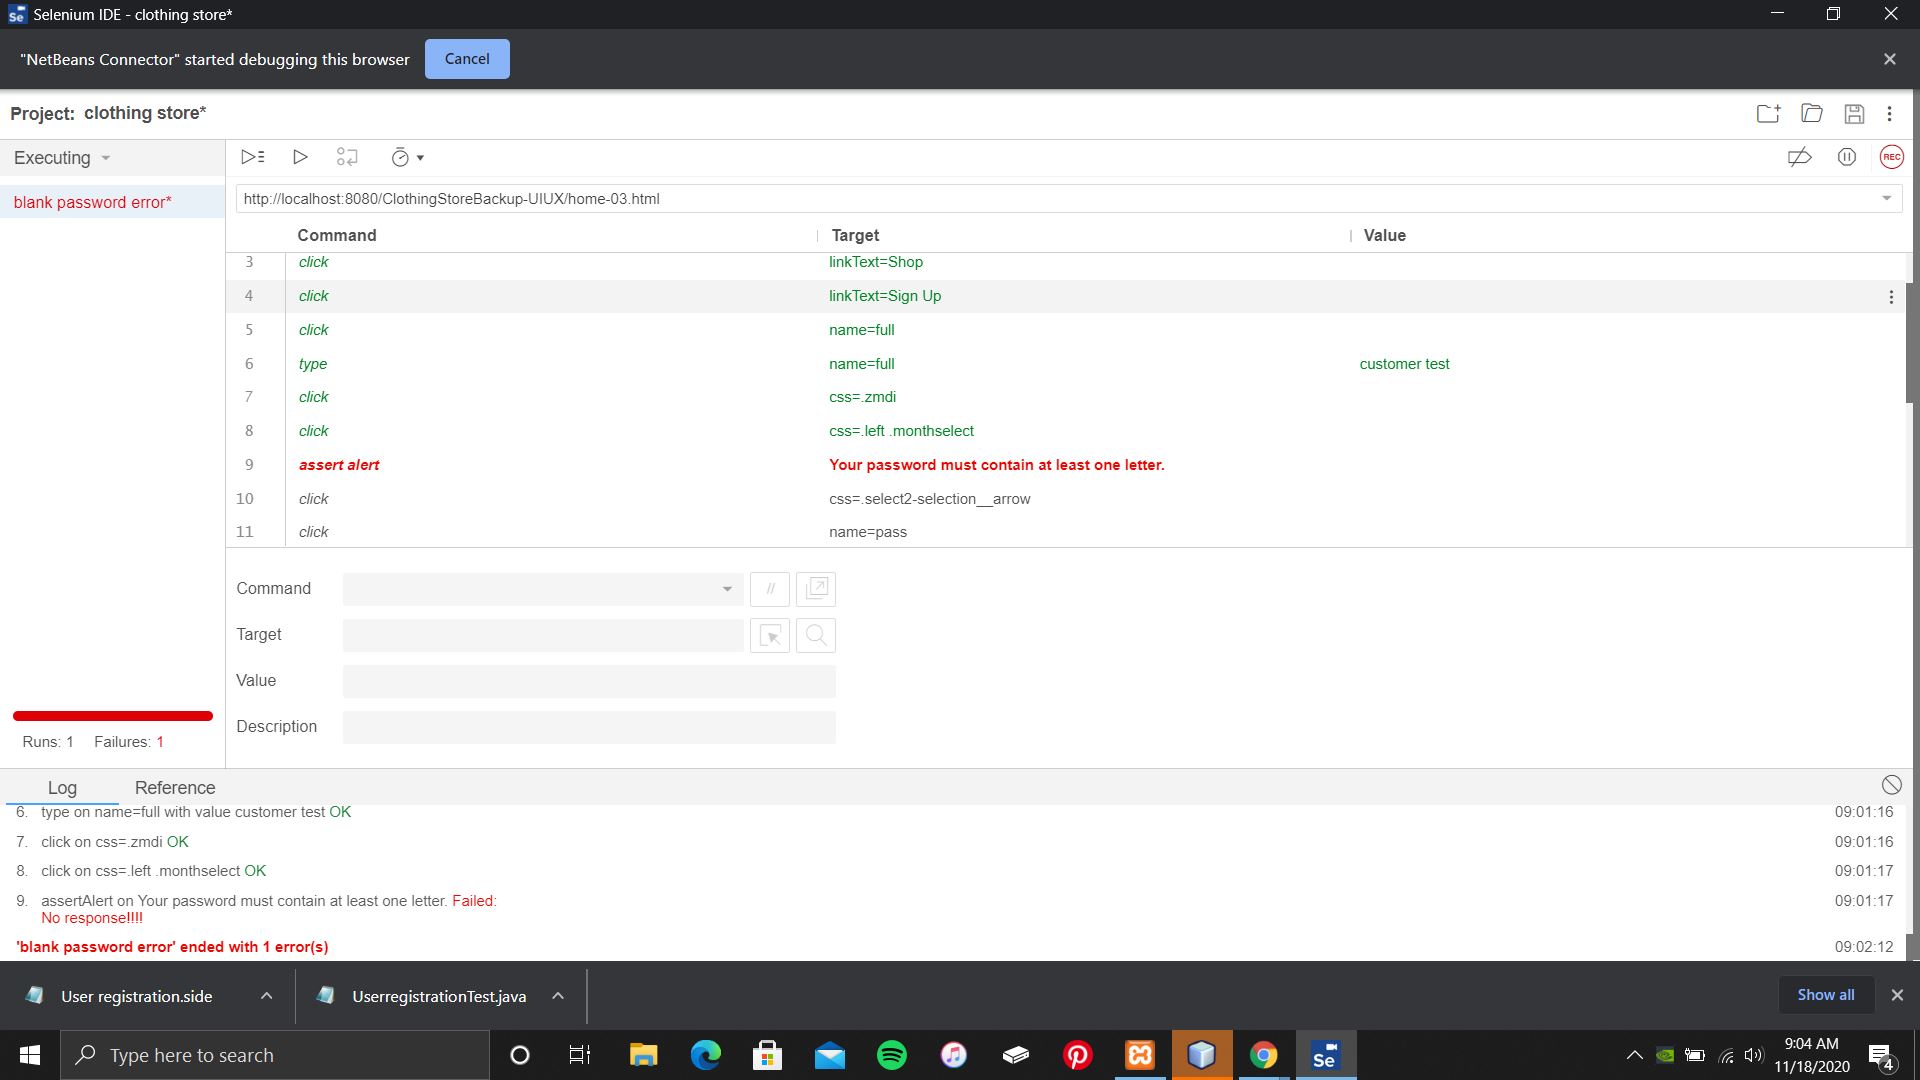 Selenium IDE - clothing store*
"NetBeans Connector" started debugging this browser Cancel
Project: clothing store*
Executing
REC
blank password error*
http://localhost:8080/ClothingStoreBackup-UIUX/home-03.html
Command Target Value
3 click linkText=Shop
4 click linkText=Sign Up
5 click name=full
6 type name=full customer test
7 click css=.zmdi
8 click css=.left .monthselect
9 assert alert Your password must contain at least one letter.
10 click css=.select2-selection__arrow
11 click name=pass
Command //
Target
Value
Description
Runs: 1 Failures: 1
Log Reference
6. type on name=full with value customer test OK 09:01:16
7. click on css=.zmdi OK 09:01:16
8. click on css=.left .monthselect OK 09:01:17
9. assertAlert on Your password must contain at least one letter. Failed: 09:01:17
No response!!!!
'blank password error' ended with 1 error(s) 09:02:12
User registration.side UserregistrationTest.java Show all
Type here to search
Se
9:04 AM
11/18/2020
4